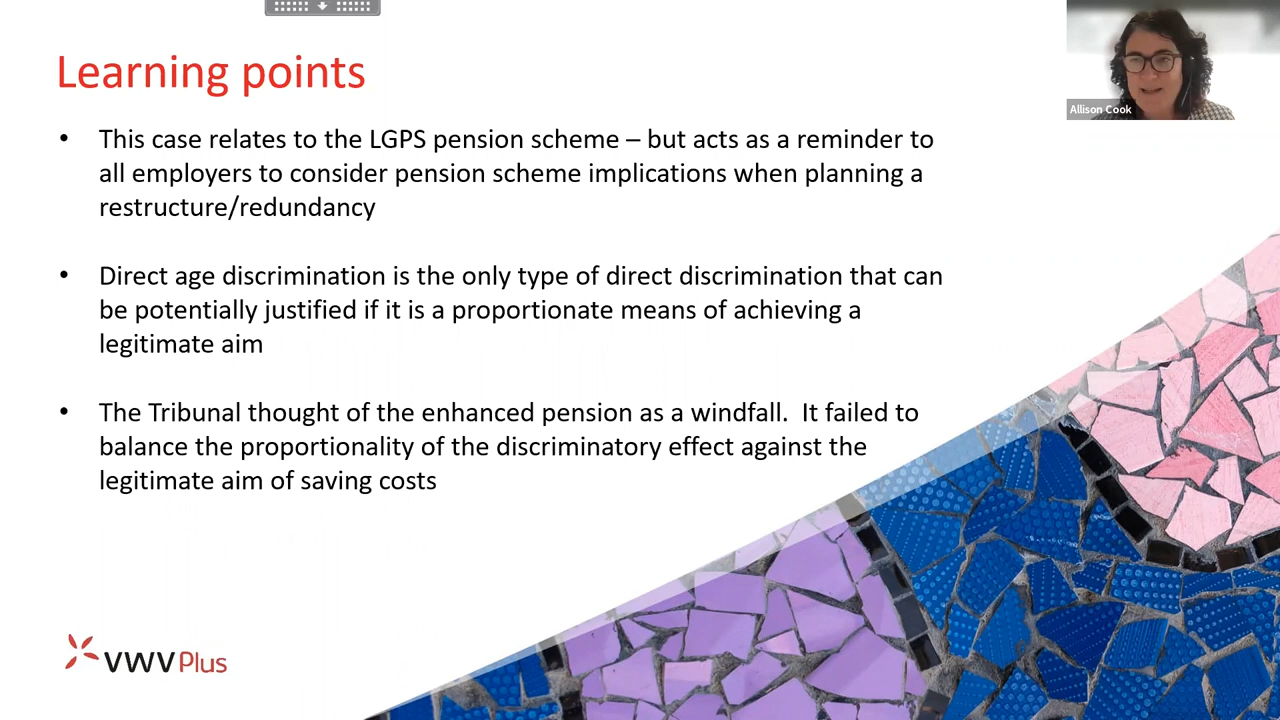 Learning points
Allison Cook
• This case relates to the LGPS pension scheme – but acts as a reminder to
all employers to consider pension scheme implications when planning a
restructure/redundancy
• Direct age discrimination is the only type of direct discrimination that can
be potentially justified if it is a proportionate means of achieving a
legitimate aim
• The Tribunal thought of the enhanced pension as a windfall.  It failed to
balance the proportionality of the discriminatory effect against the
legitimate aim of saving costs
VWV Plus